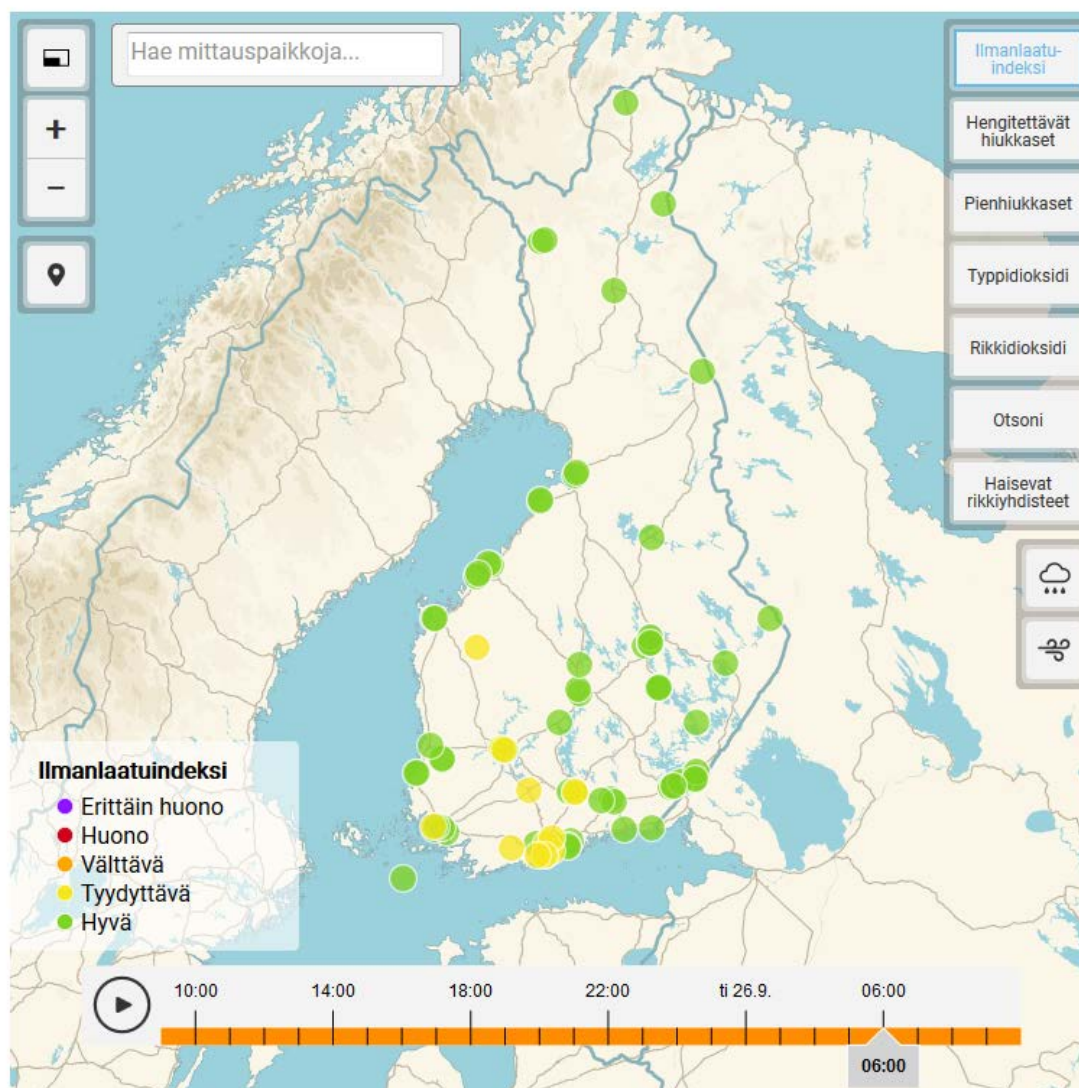 Hae mittauspaikkoja...
+
−
Ilmanlaatu-
indeksi
Hengitettävät
hiukkaset
Pienhiukkaset
Typpidioksidi
Rikkidioksidi
Otsoni
Haisevat
rikkiyhdisteet
Ilmanlaatuindeksi
Erittäin huono
Huono
Välttävä
Tyydyttävä
Hyvä
10:00 14:00 18:00 22:00 ti 26.9. 06:00
06:00